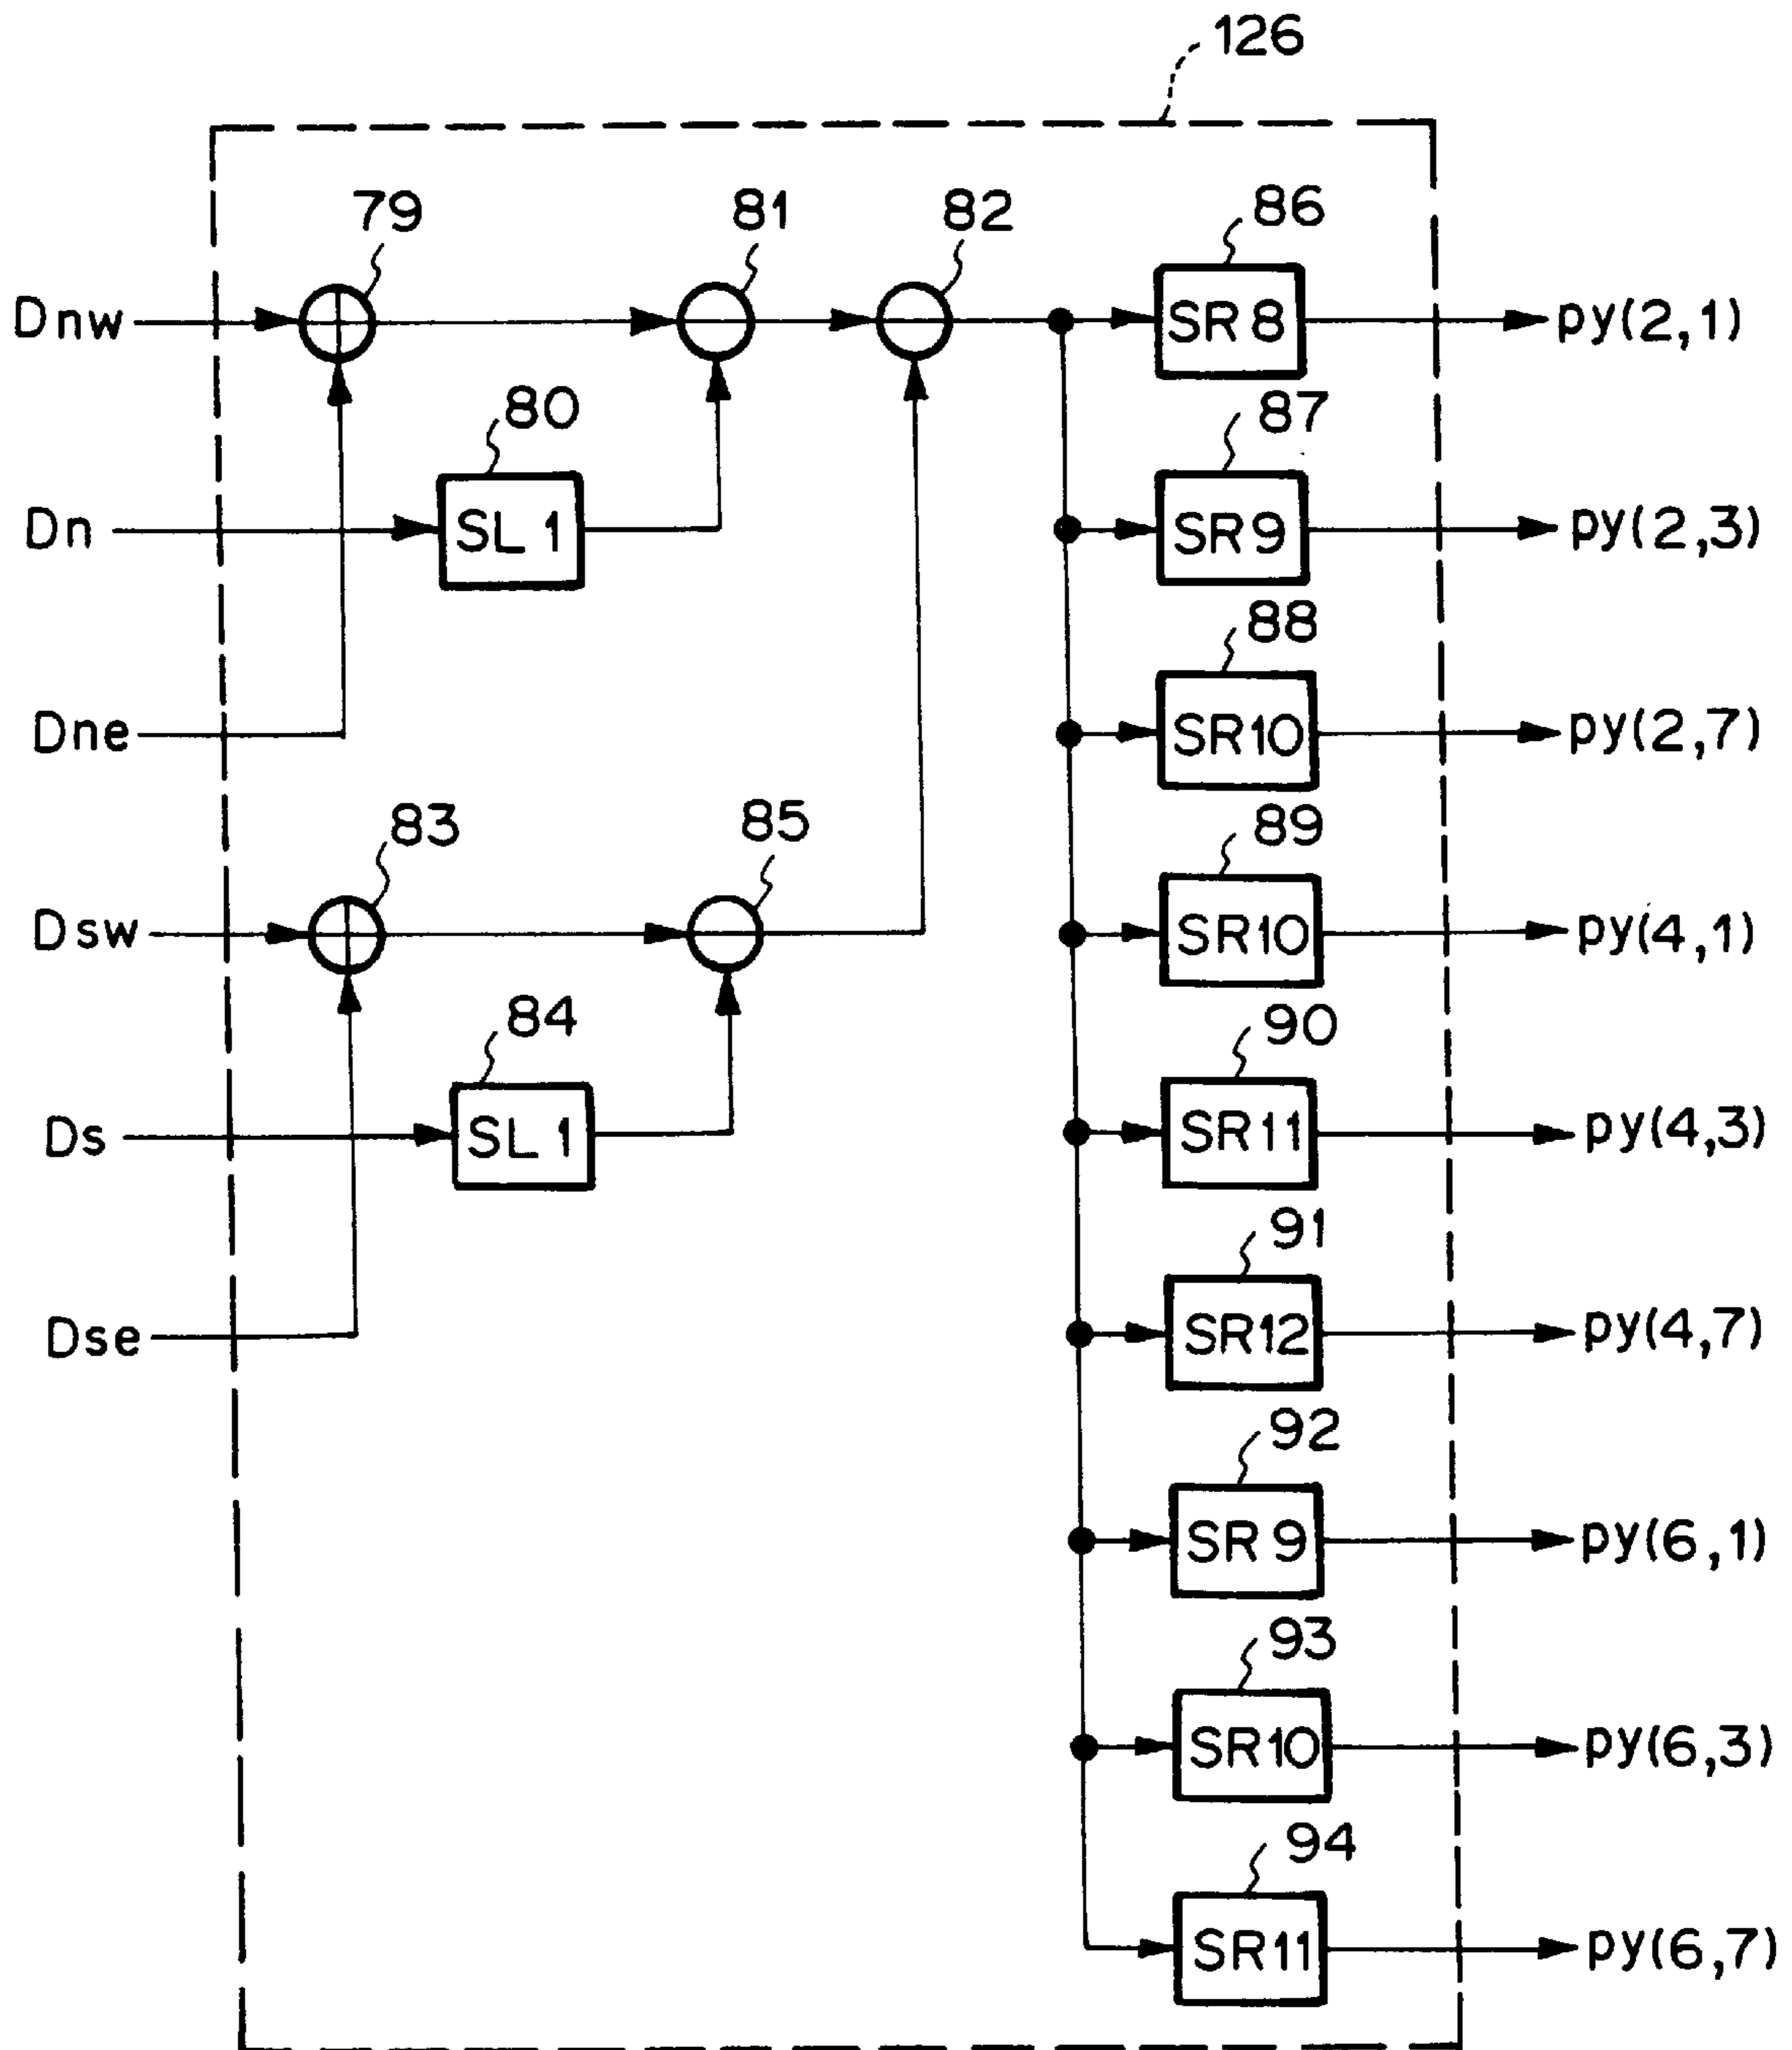 126
79
81
82
86
Dnw
SR8
py(2,1)
80
87
Dn
SL1
SR9
py(2,3)
88
Dne
SR10
py(2,7)
83
85
89
Dsw
SR10
py(4,1)
84
90
Ds
SL1
SR11
py(4,3)
91
Dse
SR12
py(4,7)
92
SR9
py(6,1)
93
SR10
py(6,3)
94
SR11
py(6,7)